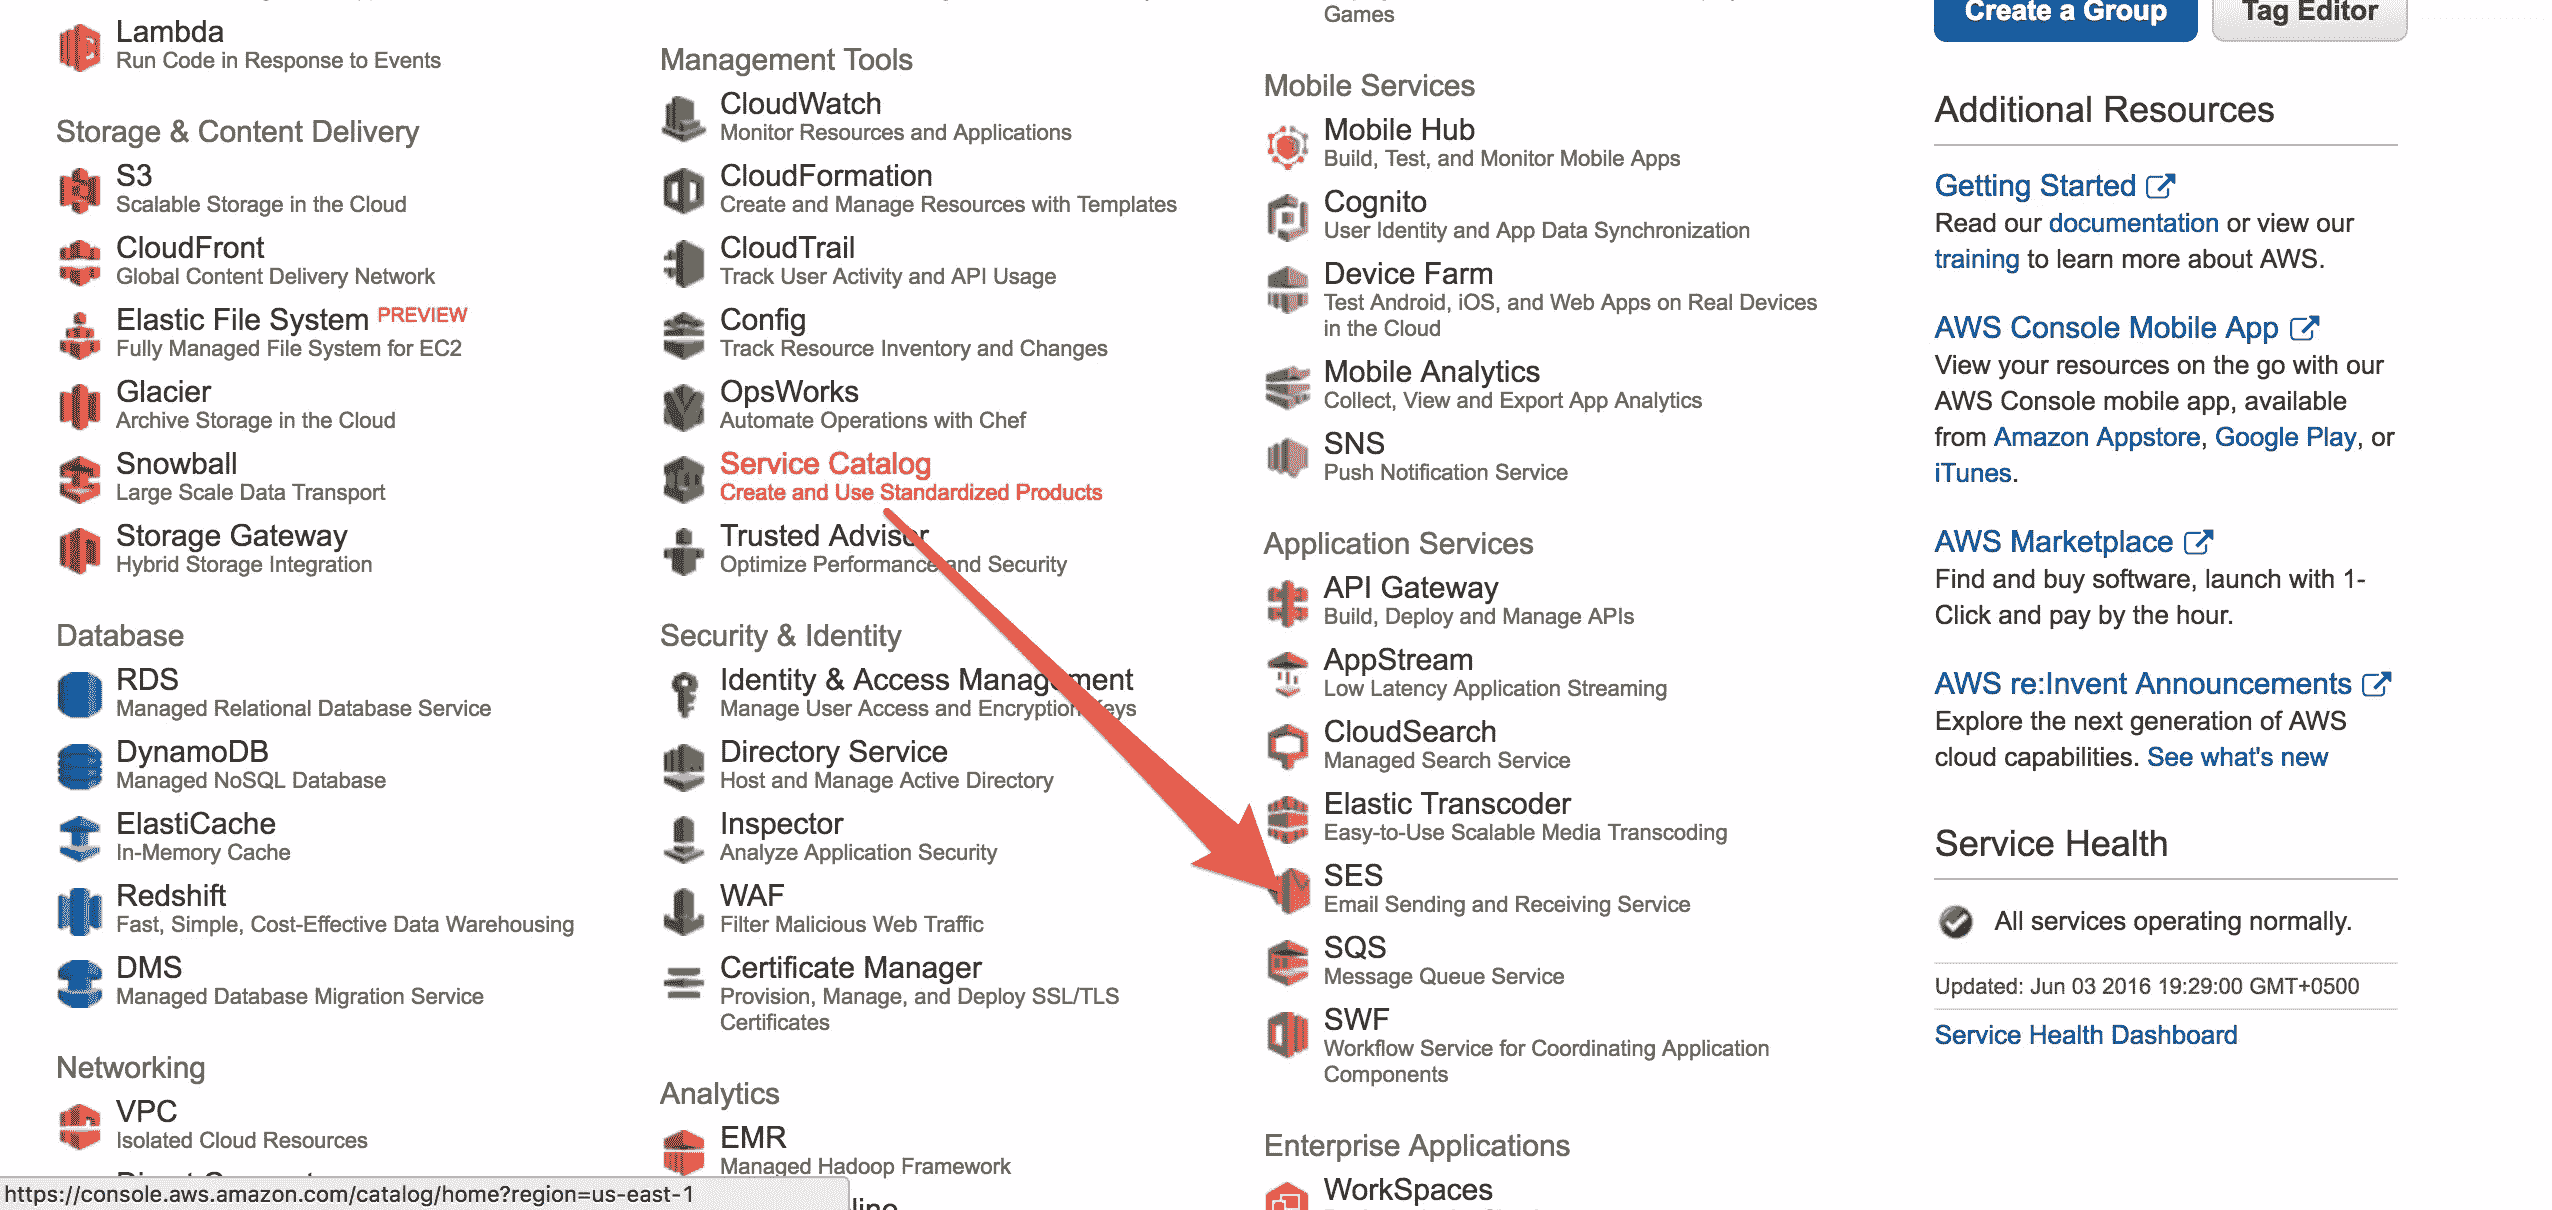 Lambda
Run Code in Response to Events
Storage & Content Delivery
S3
Scalable Storage in the Cloud
CloudFront
Global Content Delivery Network
Elastic File System PREVIEW
Fully Managed File System for EC2
Glacier
Archive Storage in the Cloud
Snowball
Large Scale Data Transport
Storage Gateway
Hybrid Storage Integration
Database
RDS
Managed Relational Database Service
DynamoDB
Managed NoSQL Database
ElastiCache
In-Memory Cache
Redshift
Fast, Simple, Cost-Effective Data Warehousing
DMS
Managed Database Migration Service
Networking
VPC
Isolated Cloud Resources
https://console.aws.amazon.com/catalog/home?region=us-east-1
Management Tools
CloudWatch
Monitor Resources and Applications
CloudFormation
Create and Manage Resources with Templates
CloudTrail
Track User Activity and API Usage
Config
Track Resource Inventory and Changes
OpsWorks
Automate Operations with Chef
Service Catalog
Create and Use Standardized Products
Trusted Advisor
Optimize Performance and Security
Security & Identity
Identity & Access Management
Manage User Access and Encryption Keys
Directory Service
Host and Manage Active Directory
Inspector
Analyze Application Security
WAF
Filter Malicious Web Traffic
Certificate Manager
Provision, Manage, and Deploy SSL/TLS
Certificates
Analytics
EMR
Managed Hadoop Framework
Games
Mobile Services
Mobile Hub
Build, Test, and Monitor Mobile Apps
Cognito
User Identity and App Data Synchronization
Device Farm
Test Android, iOS, and Web Apps on Real Devices
in the Cloud
Mobile Analytics
Collect, View and Export App Analytics
SNS
Push Notification Service
Application Services
API Gateway
Build, Deploy and Manage APIs
AppStream
Low Latency Application Streaming
CloudSearch
Managed Search Service
Elastic Transcoder
Easy-to-Use Scalable Media Transcoding
SES
Email Sending and Receiving Service
SQS
Message Queue Service
SWF
Workflow Service for Coordinating Application
Components
Enterprise Applications
WorkSpaces
Create a Group
Tag Editor
Additional Resources
Getting Started
Read our documentation or view our
training to learn more about AWS.
AWS Console Mobile App
View your resources on the go with our
AWS Console mobile app, available
from Amazon Appstore, Google Play, or
iTunes.
AWS Marketplace
Find and buy software, launch with 1-
Click and pay by the hour.
AWS re:Invent Announcements
Explore the next generation of AWS
cloud capabilities. See what's new
Service Health
All services operating normally.
Updated: Jun 03 2016 19:29:00 GMT+0500
Service Health Dashboard